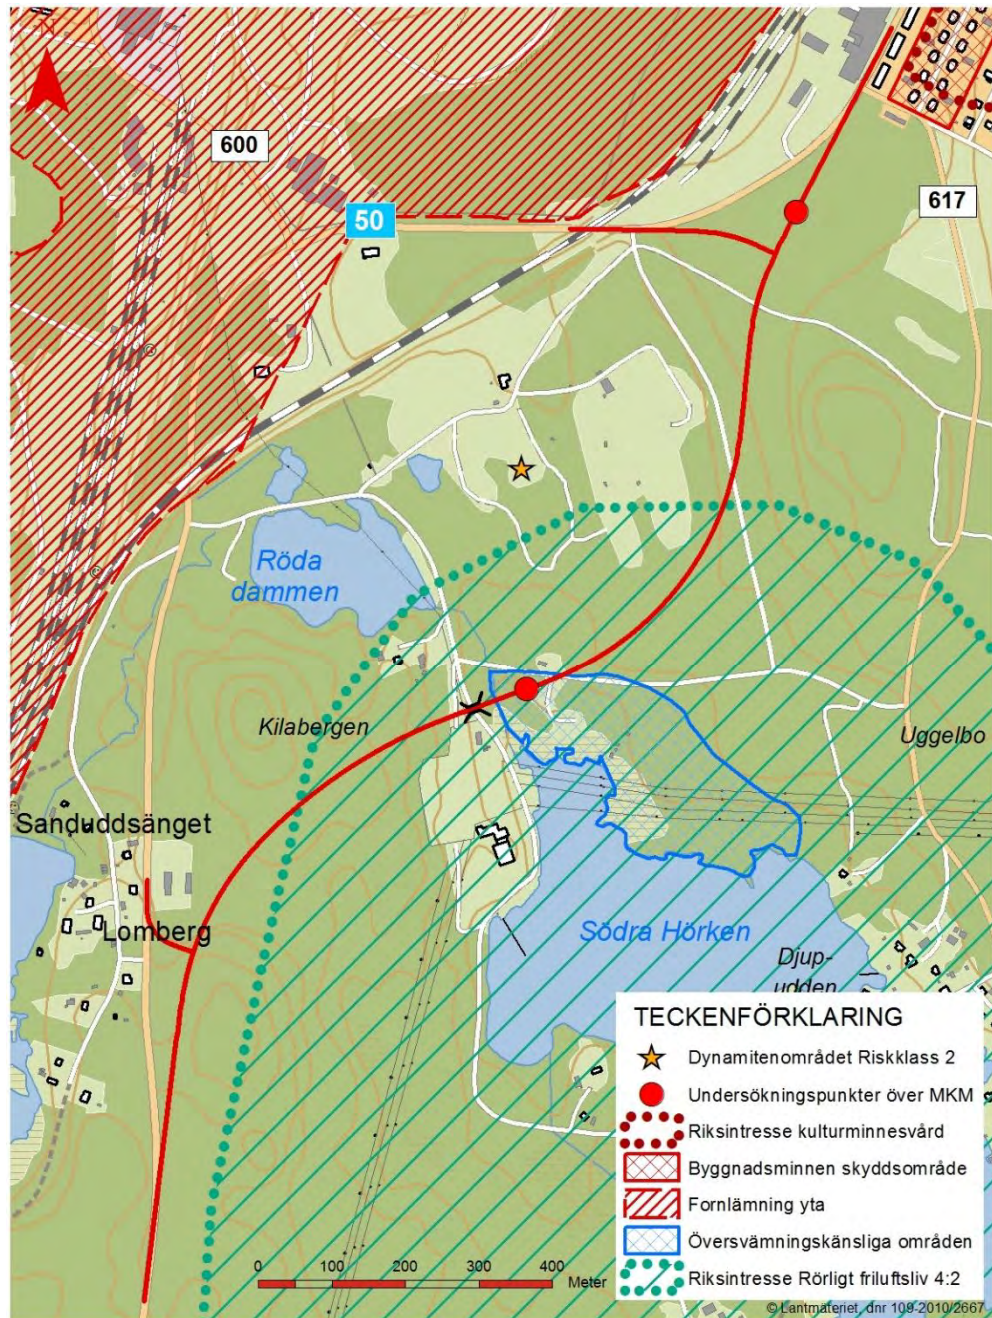 N
600
50
617
Röda
dammen
Kilabergen
Uggelbo
Sanduddsänget
Lomberg
Södra Hörken
Djup-
udden
TECKENFÖRKLARING
Dynamitenområdet Riskklass 2
Undersökningspunkter över MKM
Riksintresse kulturminnesvård
Byggnadsminnen skyddsområde
Fornlämning yta
Översvämningskänsliga områden
Riksintresse Rörligt friluftsliv 4:2
0 100 200 300 400
Meter
© Lantmäteriet, dnr 109-2010/2667